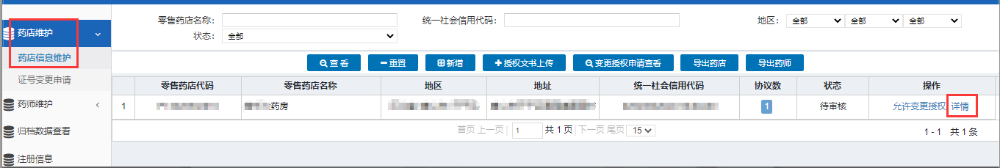 零售药店名称： 统一社会信用代码： 地区： 全部 全部 全部
状态： 全部
药店维护
药店信息维护
证号变更申请
药师维护
归档数据查看
注册信息
查 看 重置 新增 授权文书上传 变更授权申请查看 导出药店 导出药师
零售药店代码 零售药店名称 地区 地址 统一社会信用代码 协议数 状态 操作
1 药房 1 待审核 允许变更授权 详情
首页 上一页 | 1 共 1 页 | 下一页 尾页 15 1 - 1 共 1 条